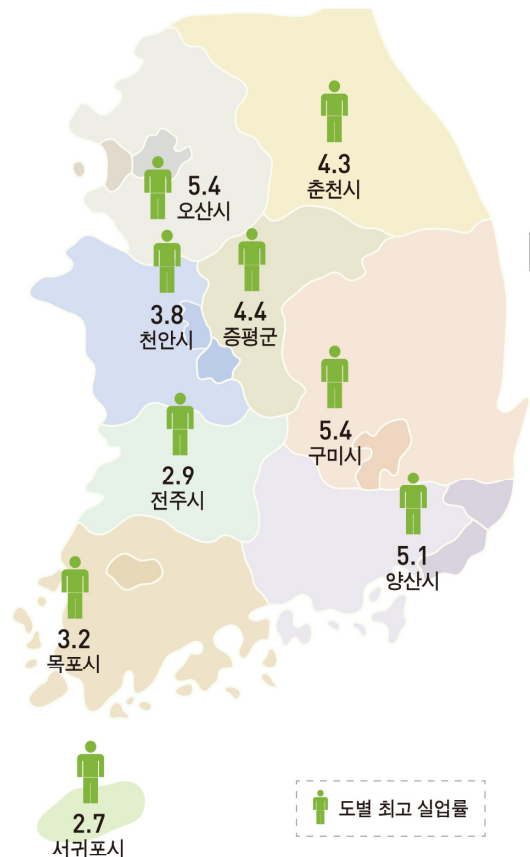 4.3
춘천시
5.4
오산시
3.8
천안시
4.4
증평군
5.4
구미시
2.9
전주시
5.1
양산시
3.2
목포시
2.7
서귀포시
도별 최고 실업률